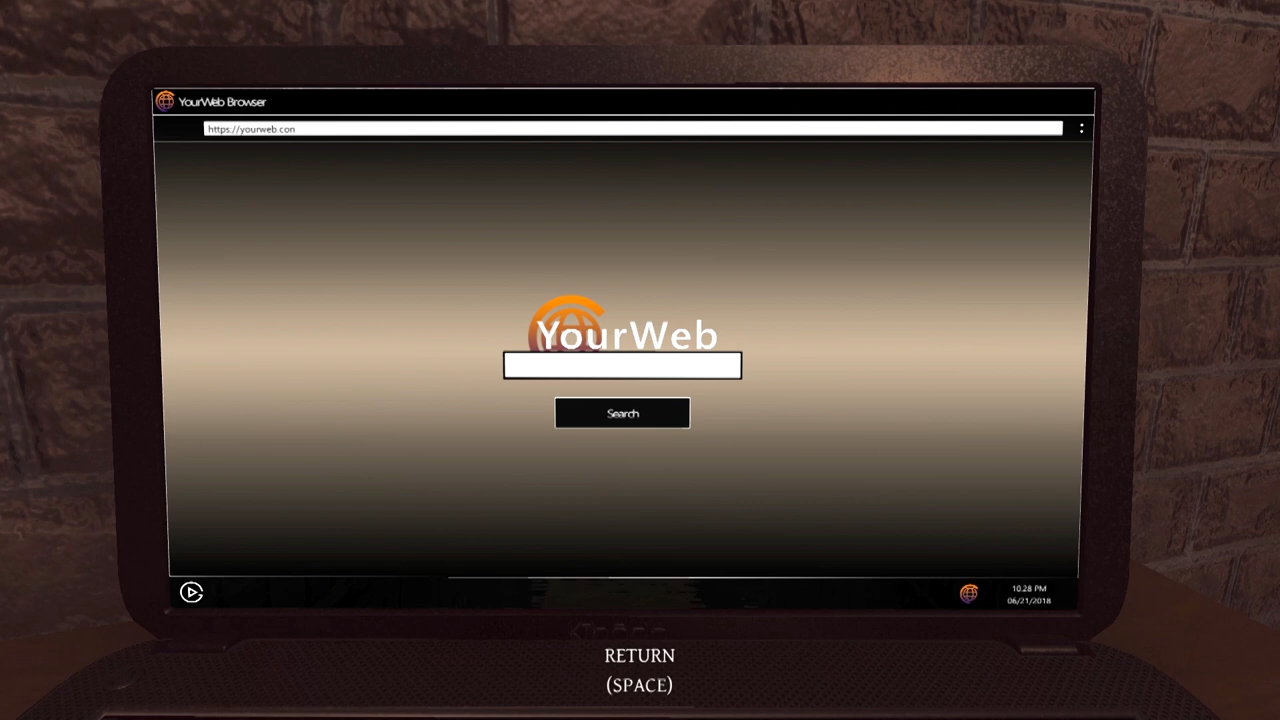 YourWeb Browser
https://yourweb.con
YourWeb
Search
10.28 PM
06/21/2018
RETURN
(SPACE)